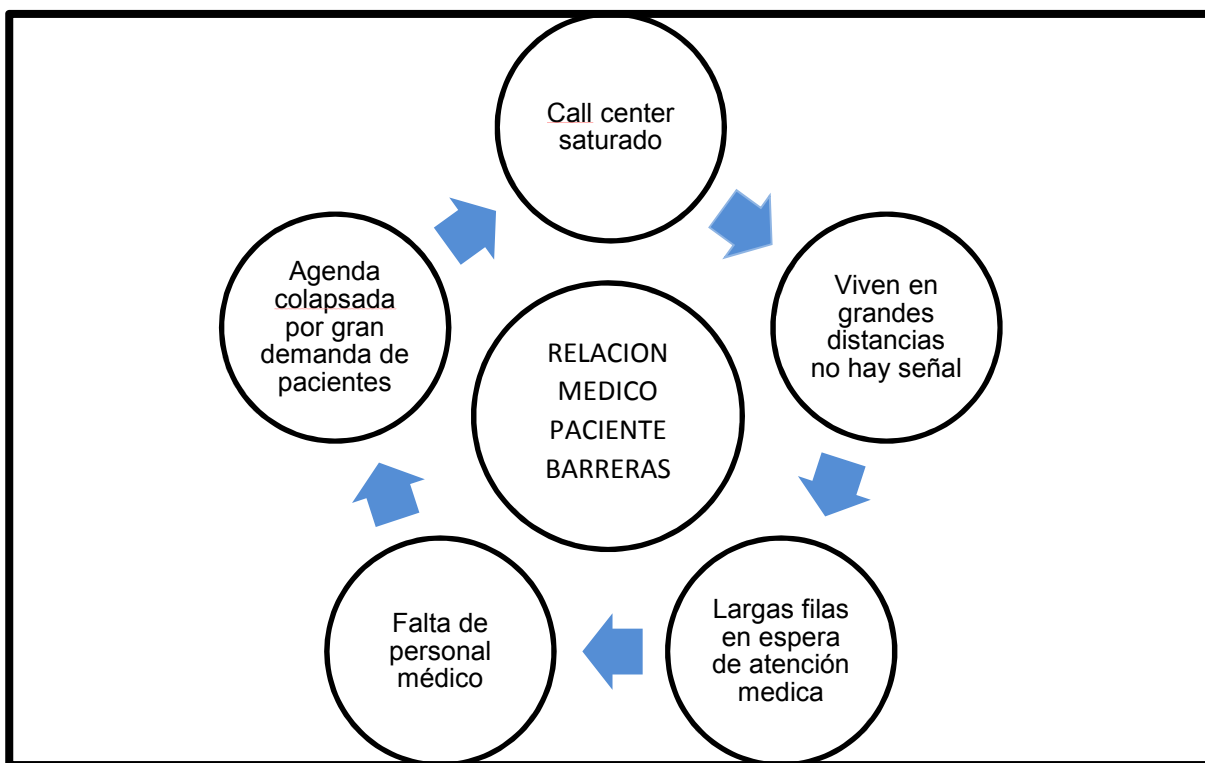 Call center
saturado
Agenda
colapsada
por gran
demanda de
pacientes
Viven en
grandes
distancias
no hay señal
RELACION
MEDICO
PACIENTE
BARRERAS
Falta de
personal
médico
Largas filas
en espera
de atención
medica